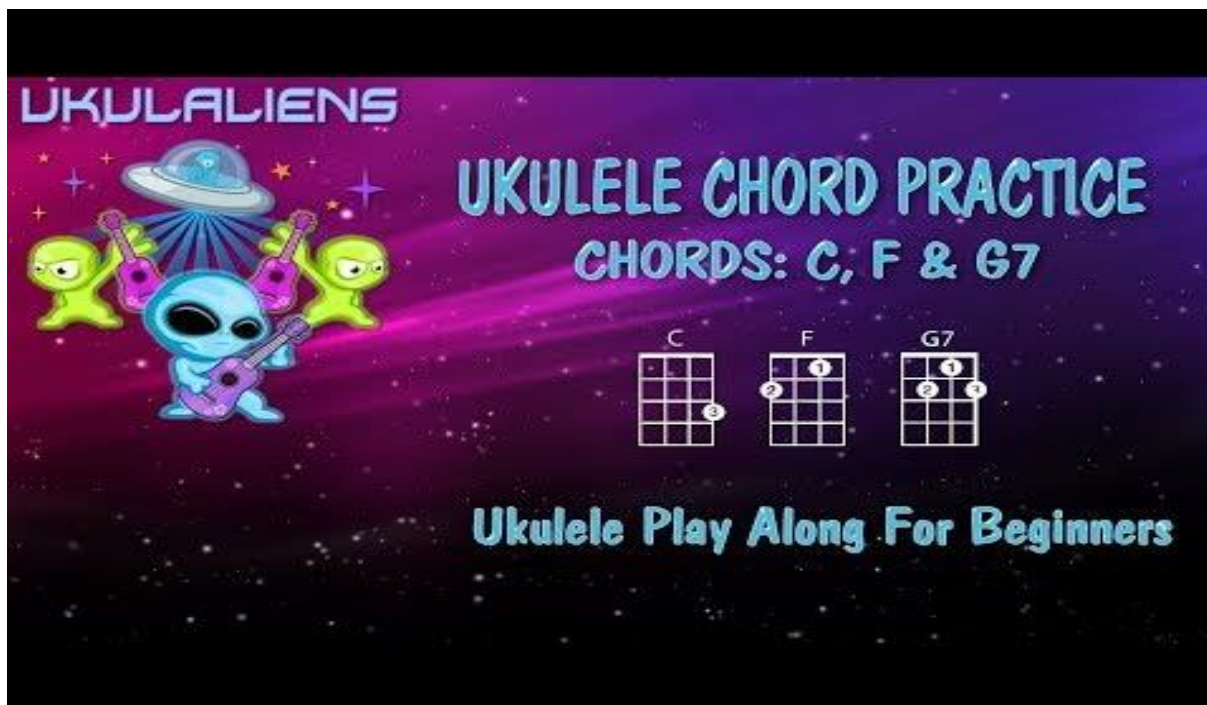 UKULALIENS
UKULELE CHORD PRACTICE
CHORDS: C, F & G7
C F G7
1 1
2 2 3
3
Ukulele Play Along For Beginners